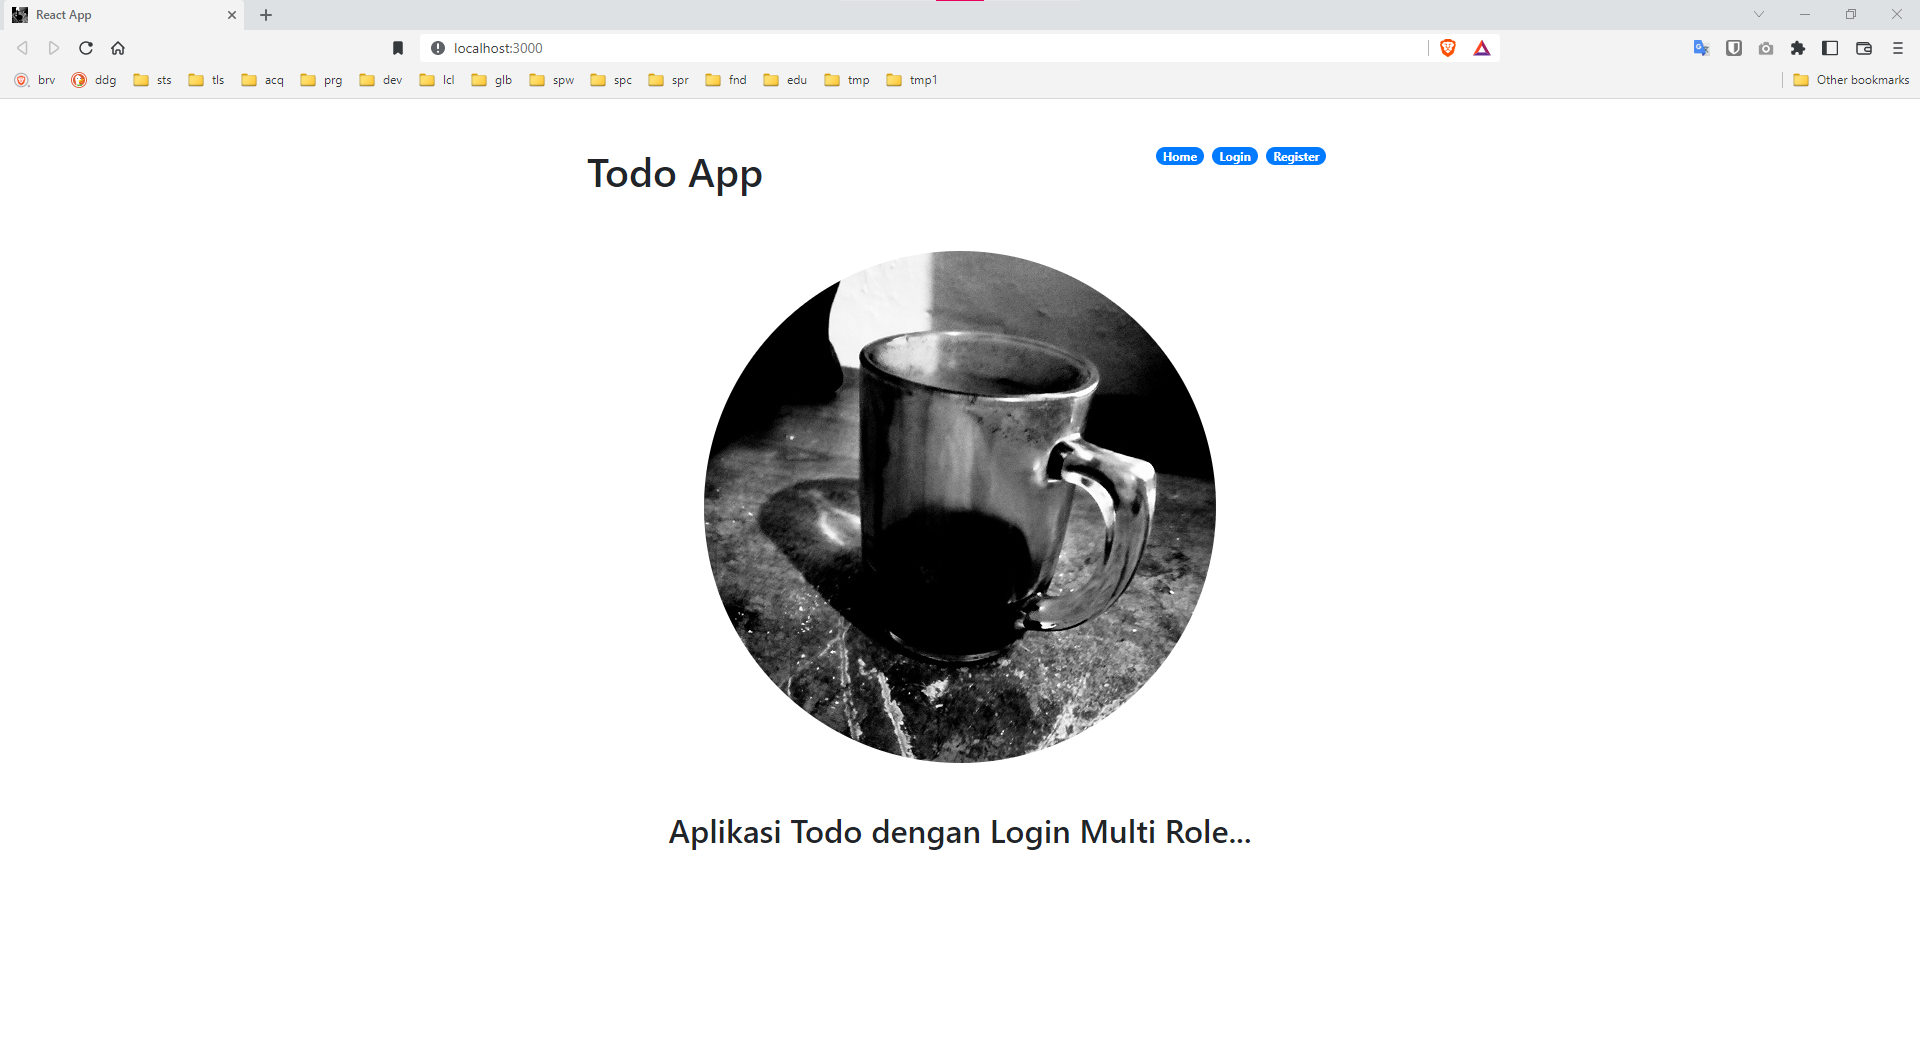 React App
localhost:3000
brv ddg sts tls acq prg dev lcl glb spw spc spr fnd edu tmp tmp1 Other bookmarks
Todo App
Home Login Register
Aplikasi Todo dengan Login Multi Role...